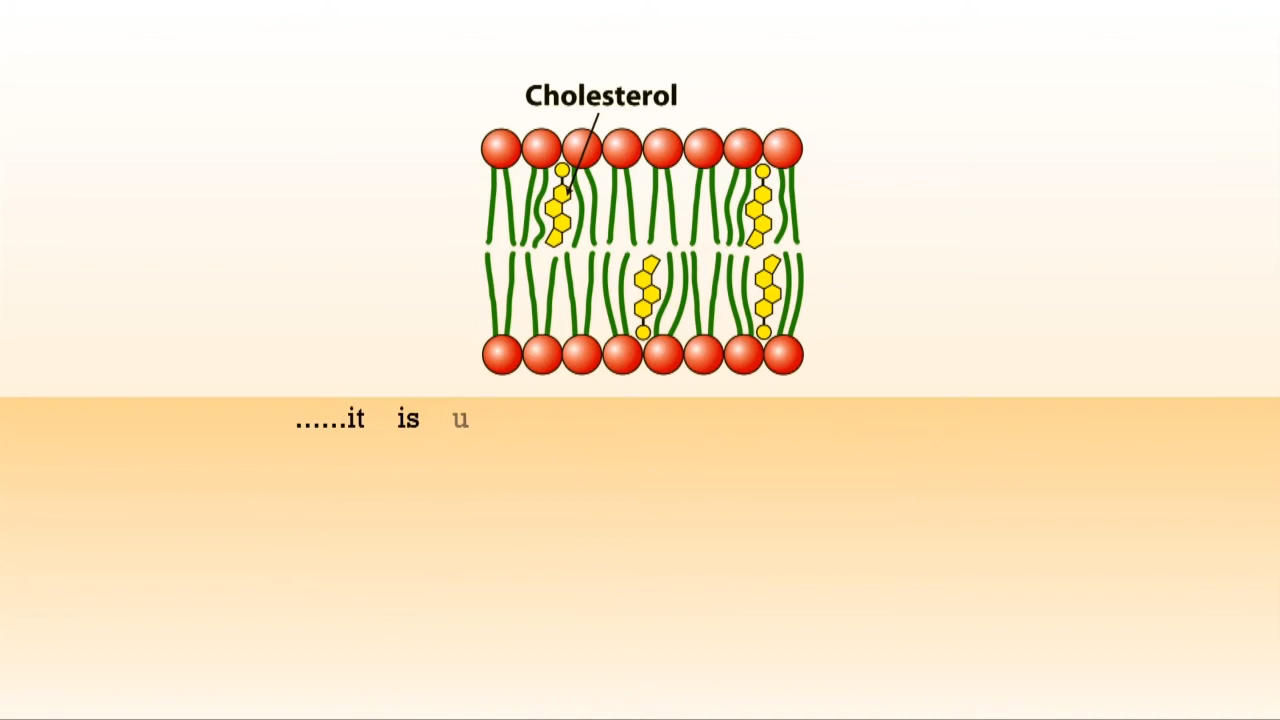 Cholesterol
......it is u